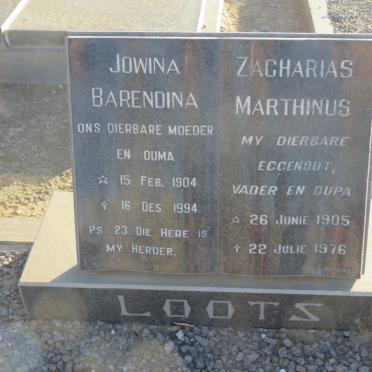 JOWINA
BARENDINA
ONS DIERBARE MOEDER
EN OUMA
☆ 15 FEB. 1904
✝ 16 DES. 1994.
PS. 23. DIE HERE IS
MY HERDER.
ZACHARIAS
MARTHINUS
MY DIERBARE
EGGENOOT,
VADER EN OUPA
☆ 26 JUNIE 1905
✝ 22 JULIE 1976
LOOTS